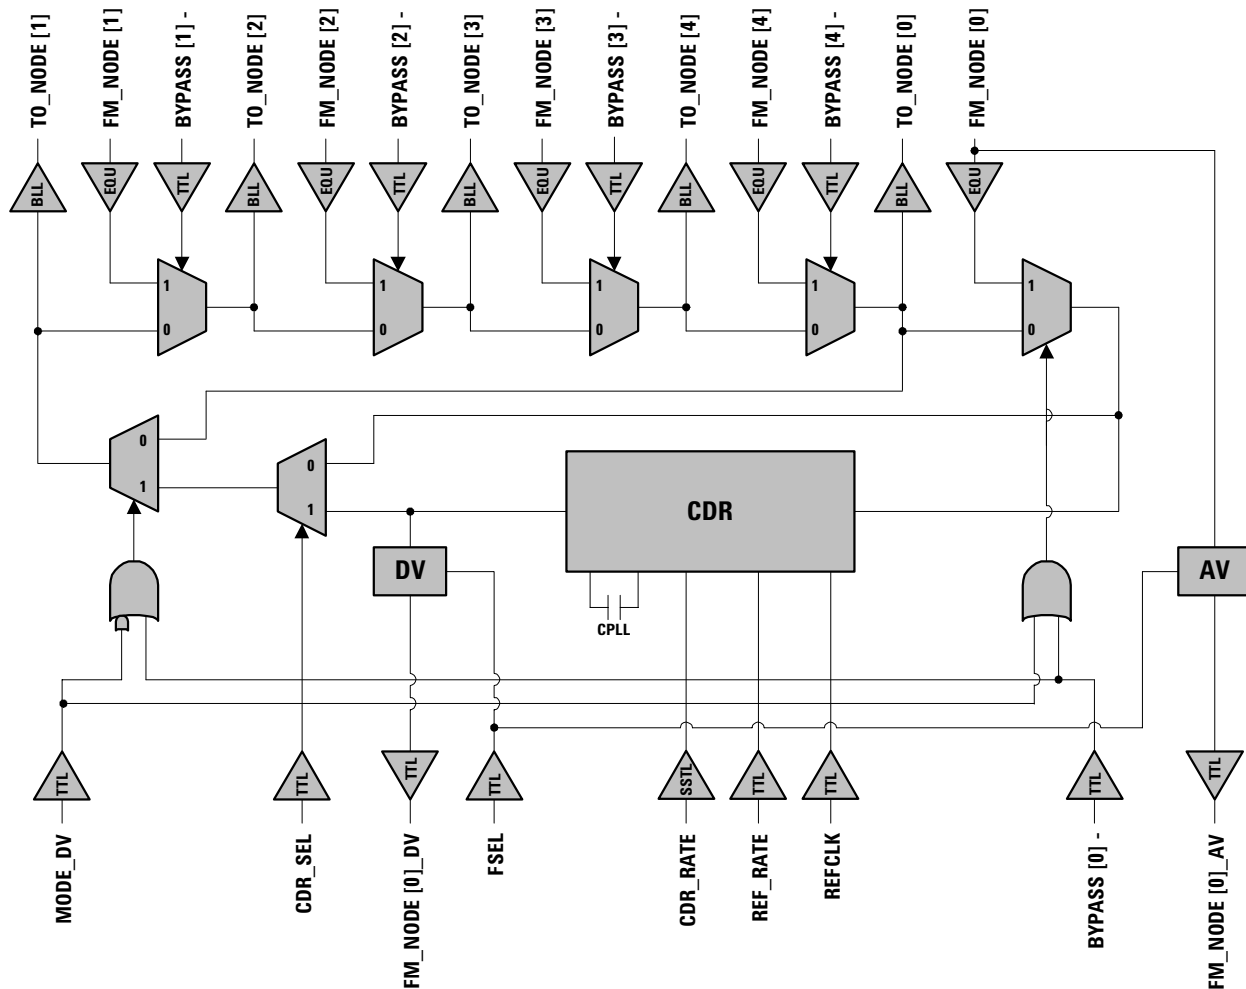 TO_NODE [1]
FM_NODE [1]
BYPASS [1] -
TO_NODE [2]
FM_NODE [2]
BYPASS [2] -
TO_NODE [3]
FM_NODE [3]
BYPASS [3] -
TO_NODE [4]
FM_NODE [4]
BYPASS [4] -
TO_NODE [0]
FM_NODE [0]
BLL
EQU
TTL
BLL
EQU
TTL
BLL
EQU
TTL
BLL
EQU
TTL
BLL
EQU
1
0
1
0
1
0
1
0
1
0
0
1
0
1
CDR
DV
AV
CPLL
TTL
TTL
TTL
TTL
SSTL
TTL
TTL
TTL
TTL
MODE_DV
CDR_SEL
FM_NODE [0]_DV
FSEL
CDR_RATE
REF_RATE
REFCLK
BYPASS [0] -
FM_NODE [0]_AV